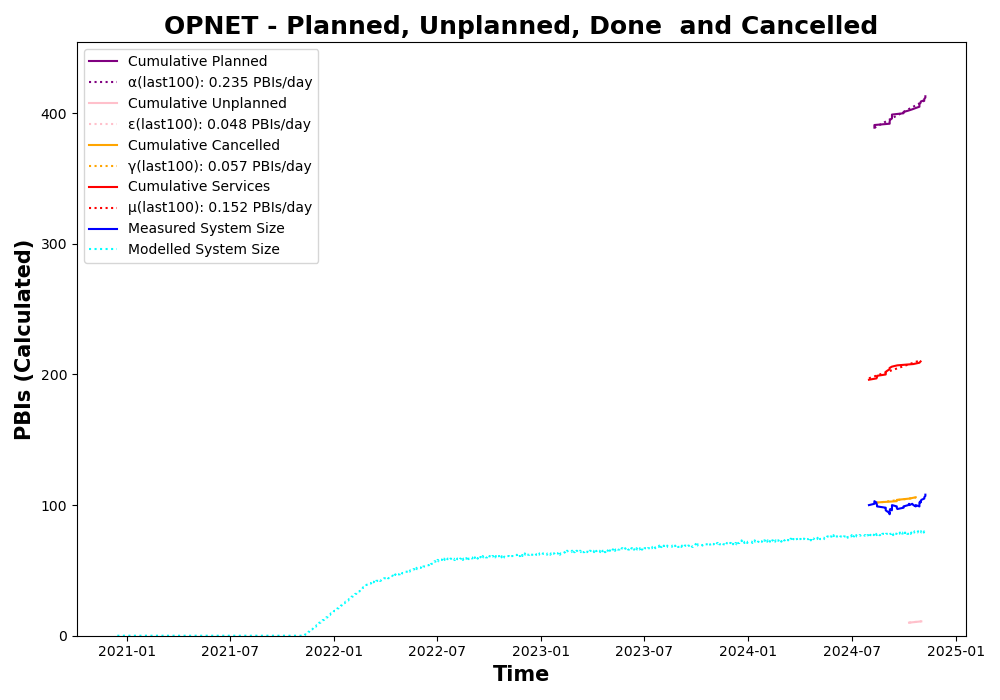 OPNET - Planned, Unplanned, Done  and Cancelled
Cumulative Planned
α(last100): 0.235 PBIs/day
Cumulative Unplanned
ε(last100): 0.048 PBIs/day
Cumulative Cancelled
γ(last100): 0.057 PBIs/day
Cumulative Services
μ(last100): 0.152 PBIs/day
Measured System Size
Modelled System Size
PBIs (Calculated)
400
300
200
100
0
2021-01 2021-07 2022-01 2022-07 2023-01 2023-07 2024-01 2024-07 2025-01
Time